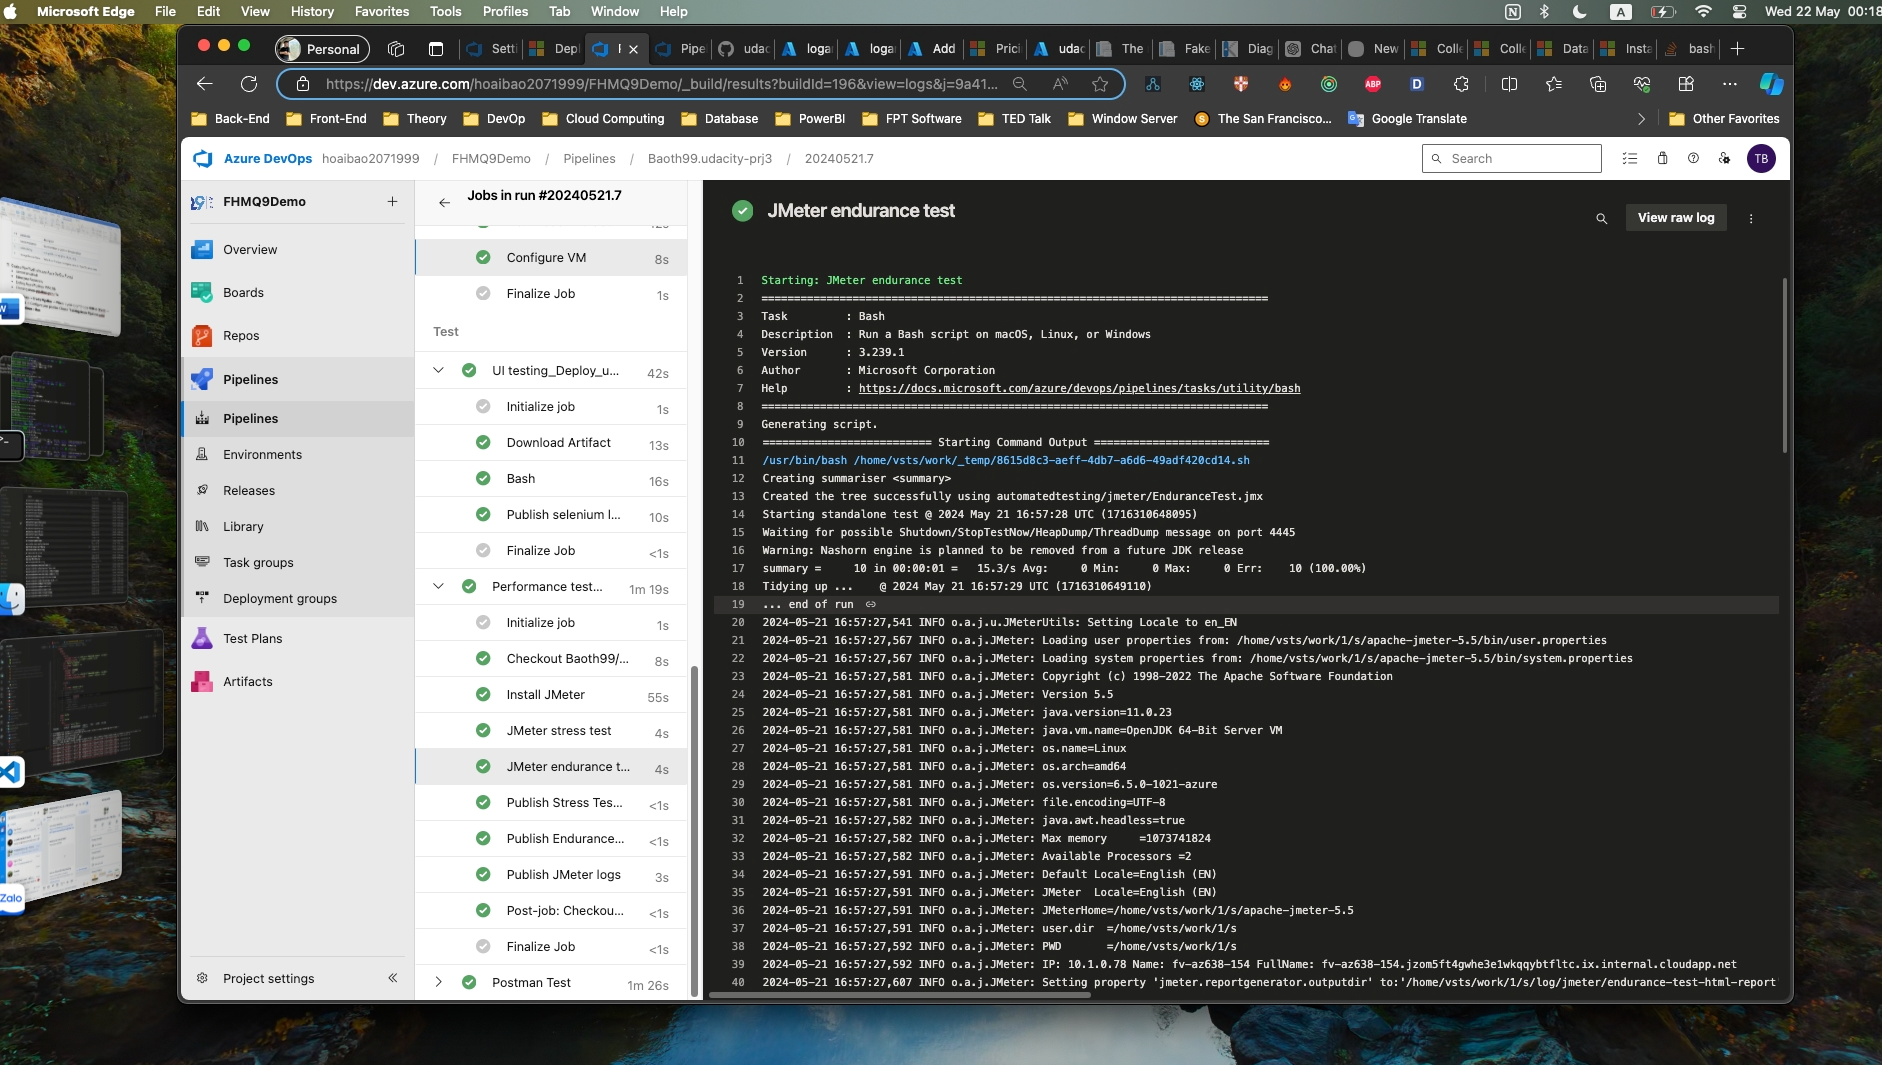 Microsoft Edge File Edit View History Favorites Tools Profiles Tab Window Help A Wed 22 May 00:18
Personal Setti Dep Pipe udac loga loga Add Prici udac The Fake Diag Chat New Colle Colle Data Insta bash
https://dev.azure.com/hoaibao2071999/FHMQ9Demo/_build/results?buildId=196&view=logs&j=9a41... ABP D
Back-End Front-End Theory DevOp Cloud Computing Database PowerBI FPT Software TED Talk Window Server The San Francisco... Google Translate Other Favorites
Azure DevOps hoaibao2071999 / FHMQ9Demo / Pipelines / Baoth99.udacity-prj3 / 20240521.7 Search TB
FHMQ9Demo
Overview
Boards
Repos
Pipelines
Pipelines
Environments
Releases
Library
Task groups
Deployment groups
Test Plans
Artifacts
Project settings
Jobs in run #20240521.7
Configure VM 8s
Finalize Job 1s
Test
UI testing_Deploy_u... 42s
Initialize job 1s
Download Artifact 13s
Bash 16s
Publish selenium l... 10s
Finalize Job <1s
Performance test... 1m 19s
Initialize job 1s
Checkout Baoth99/... 8s
Install JMeter 55s
JMeter stress test 4s
JMeter endurance t... 4s
Publish Stress Tes... <1s
Publish Endurance... <1s
Publish JMeter logs 3s
Post-job: Checkou... <1s
Finalize Job <1s
Postman Test 1m 26s
JMeter endurance test
View raw log
1 Starting: JMeter endurance test
2 ==============================================================================
3 Task : Bash
4 Description : Run a Bash script on macOS, Linux, or Windows
5 Version : 3.239.1
6 Author : Microsoft Corporation
7 Help : https://docs.microsoft.com/azure/devops/pipelines/tasks/utility/bash
8 ==============================================================================
9 Generating script.
10 ========================== Starting Command Output ===========================
11 /usr/bin/bash /home/vsts/work/_temp/8615d8c3-aeff-4db7-a6d6-49adf420cd14.sh
12 Creating summariser <summary>
13 Created the tree successfully using automatedtesting/jmeter/EnduranceTest.jmx
14 Starting standalone test @ 2024 May 21 16:57:28 UTC (1716310648095)
15 Waiting for possible Shutdown/StopTestNow/HeapDump/ThreadDump message on port 4445
16 Warning: Nashorn engine is planned to be removed from a future JDK release
17 summary = 10 in 00:00:01 = 15.3/s Avg: 0 Min: 0 Max: 0 Err: 10 (100.00%)
18 Tidying up ... @ 2024 May 21 16:57:29 UTC (1716310649110)
19 ... end of run
20 2024-05-21 16:57:27,541 INFO o.a.j.u.JMeterUtils: Setting Locale to en_EN
21 2024-05-21 16:57:27,567 INFO o.a.j.JMeter: Loading user properties from: /home/vsts/work/1/s/apache-jmeter-5.5/bin/user.properties
22 2024-05-21 16:57:27,567 INFO o.a.j.JMeter: Loading system properties from: /home/vsts/work/1/s/apache-jmeter-5.5/bin/system.properties
23 2024-05-21 16:57:27,581 INFO o.a.j.JMeter: Copyright (c) 1998-2022 The Apache Software Foundation
24 2024-05-21 16:57:27,581 INFO o.a.j.JMeter: Version 5.5
25 2024-05-21 16:57:27,581 INFO o.a.j.JMeter: java.version=11.0.23
26 2024-05-21 16:57:27,581 INFO o.a.j.JMeter: java.vm.name=OpenJDK 64-Bit Server VM
27 2024-05-21 16:57:27,581 INFO o.a.j.JMeter: os.name=Linux
28 2024-05-21 16:57:27,581 INFO o.a.j.JMeter: os.arch=amd64
29 2024-05-21 16:57:27,581 INFO o.a.j.JMeter: os.version=6.5.0-1021-azure
30 2024-05-21 16:57:27,581 INFO o.a.j.JMeter: file.encoding=UTF-8
31 2024-05-21 16:57:27,582 INFO o.a.j.JMeter: java.awt.headless=true
32 2024-05-21 16:57:27,582 INFO o.a.j.JMeter: Max memory =1073741824
33 2024-05-21 16:57:27,582 INFO o.a.j.JMeter: Available Processors =2
34 2024-05-21 16:57:27,591 INFO o.a.j.JMeter: Default Locale=English (EN)
35 2024-05-21 16:57:27,591 INFO o.a.j.JMeter: JMeter Locale=English (EN)
36 2024-05-21 16:57:27,591 INFO o.a.j.JMeter: JMeterHome=/home/vsts/work/1/s/apache-jmeter-5.5
37 2024-05-21 16:57:27,591 INFO o.a.j.JMeter: user.dir =/home/vsts/work/1/s
38 2024-05-21 16:57:27,592 INFO o.a.j.JMeter: PWD =/home/vsts/work/1/s
39 2024-05-21 16:57:27,592 INFO o.a.j.JMeter: IP: 10.1.0.78 Name: fv-az638-154 FullName: fv-az638-154.jzom5ft4gwhe3e1wkqqybtfltc.ix.internal.cloudapp.net
40 2024-05-21 16:57:27,607 INFO o.a.j.JMeter: Setting property 'jmeter.reportgenerator.outputdir' to:'/home/vsts/work/1/s/log/jmeter/endurance-test-html-report'
Zalo